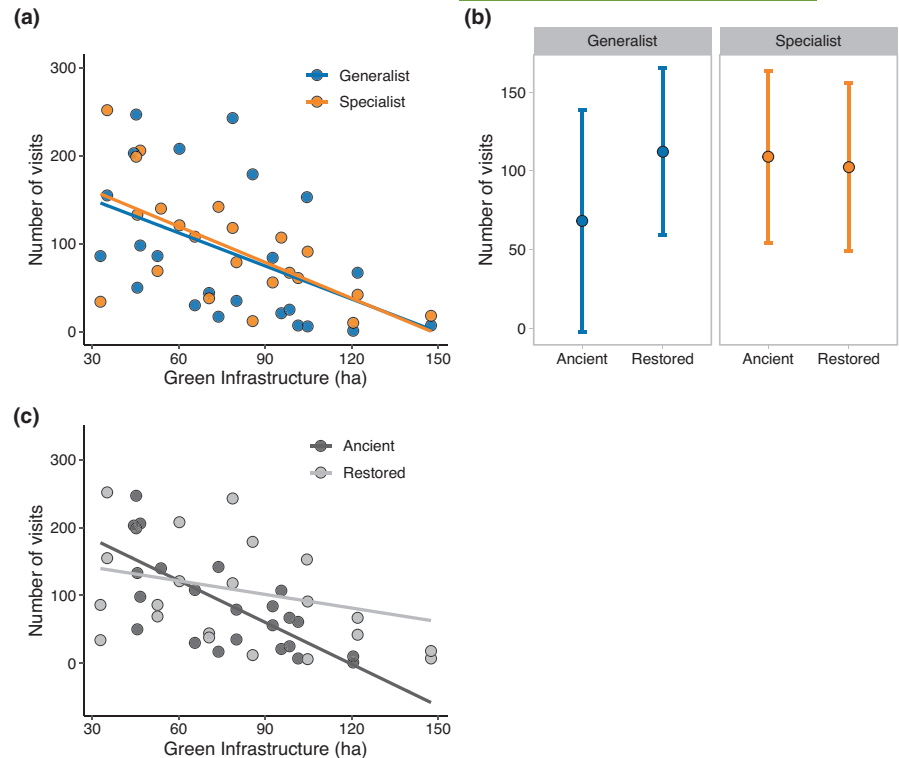 (a)
300
200
100
0
Number of visits
Generalist
Specialist
30 60 90 120 150
Green Infrastructure (ha)
(b)
Generalist Specialist
150
100
50
0
Number of visits
Ancient Restored Ancient Restored
(c)
300
200
100
0
Number of visits
Ancient
Restored
30 60 90 120 150
Green Infrastructure (ha)